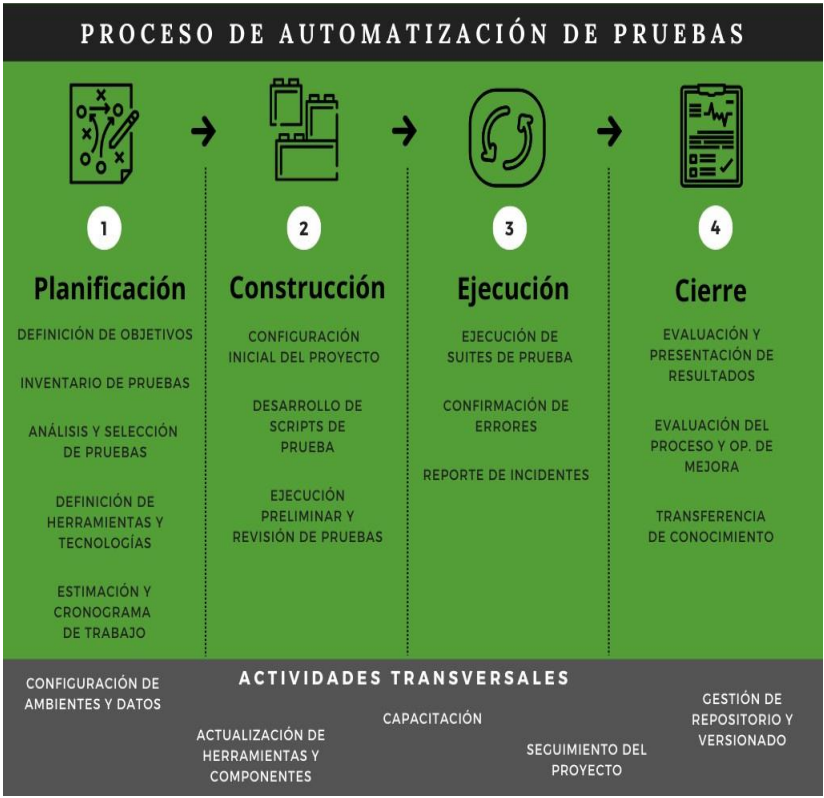 PROCESO DE AUTOMATIZACIÓN DE PRUEBAS
1
Planificación
DEFINICIÓN DE OBJETIVOS
INVENTARIO DE PRUEBAS
ANÁLISIS Y SELECCIÓN
DE PRUEBAS
DEFINICIÓN DE
HERRAMIENTAS Y
TECNOLOGÍAS
ESTIMACIÓN Y
CRONOGRAMA
DE TRABAJO
2
Construcción
CONFIGURACIÓN
INICIAL DEL PROYECTO
DESARROLLO DE
SCRIPTS DE
PRUEBA
EJECUCIÓN
PRELIMINAR Y
REVISIÓN DE PRUEBAS
3
Ejecución
EJECUCIÓN DE
SUITES DE PRUEBA
CONFIRMACIÓN DE
ERRORES
REPORTE DE INCIDENTES
4
Cierre
EVALUACIÓN Y
PRESENTACIÓN DE
RESULTADOS
EVALUACIÓN DEL
PROCESO Y OP. DE
MEJORA
TRANSFERENCIA
DE CONOCIMIENTO
ACTIVIDADES TRANSVERSALES
CONFIGURACIÓN DE
AMBIENTES Y DATOS
ACTUALIZACIÓN DE
HERRAMIENTAS Y
COMPONENTES
CAPACITACIÓN
SEGUIMIENTO DEL
PROYECTO
GESTIÓN DE
REPOSITORIO Y
VERSIONADO